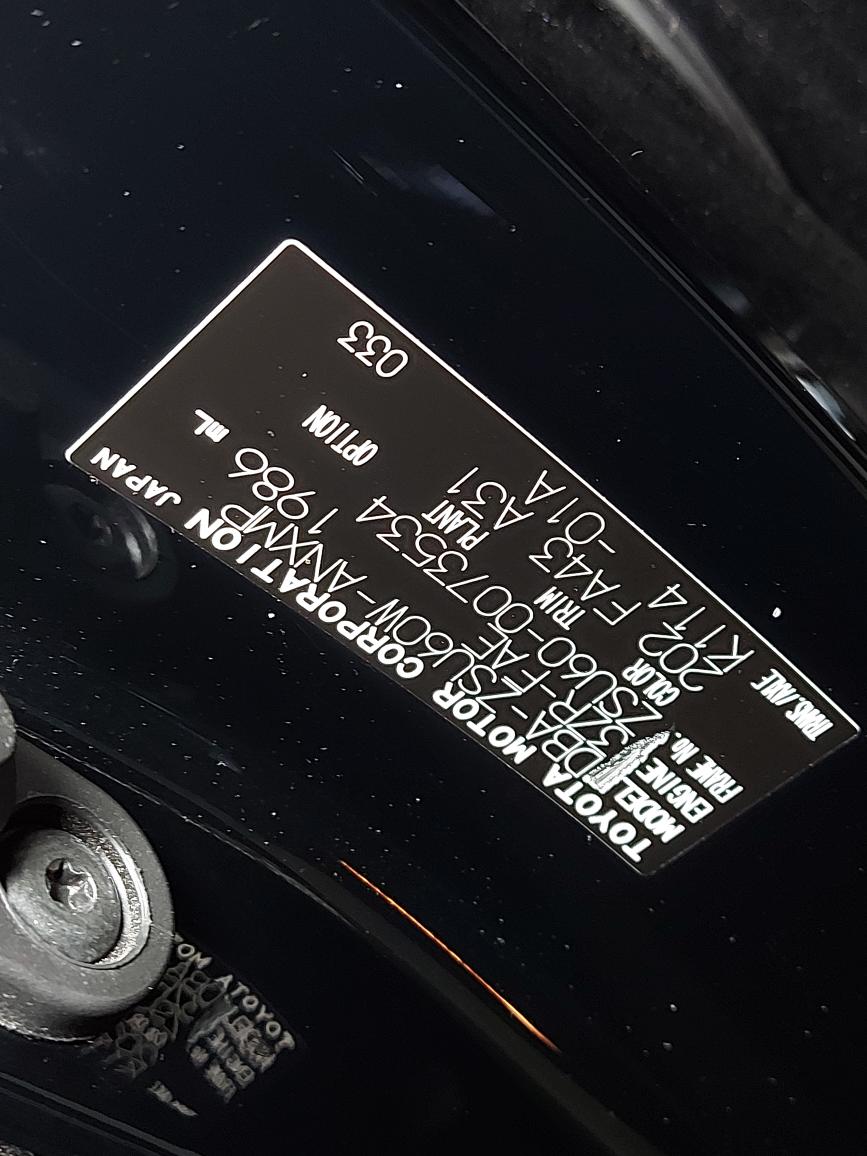 TOYOTA MOTOR CORPORATION JAPAN
MODEL DBA-ZSU60W-ANXMP
ENGINE 3ZR-FAE 1986 mL
FRAME No. ZSU60-0073534
COLOR TRIM PLANT OPTION
202 FA43 A31 033
K114 -01A
TRANS./AXLE